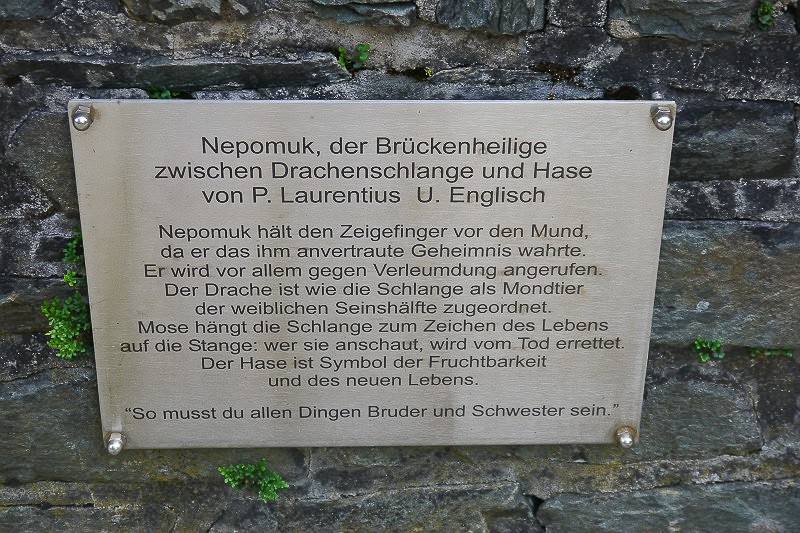 Nepomuk, der Brückenheilige
zwischen Drachenschlange und Hase
von P. Laurentius U. Englisch
Nepomuk hält den Zeigefinger vor den Mund,
da er das ihm anvertraute Geheimnis wahrte.
Er wird vor allem gegen Verleumdung angerufen.
Der Drache ist wie die Schlange als Mondtier
der weiblichen Seinshälfte zugeordnet.
Mose hängt die Schlange zum Zeichen des Lebens
auf die Stange: wer sie anschaut, wird vom Tod errettet.
Der Hase ist Symbol der Fruchtbarkeit
und des neuen Lebens.
“So musst du allen Dingen Bruder und Schwester sein.”